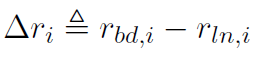 Δr_i ≜ r_{bd,i} − r_{ln,i}